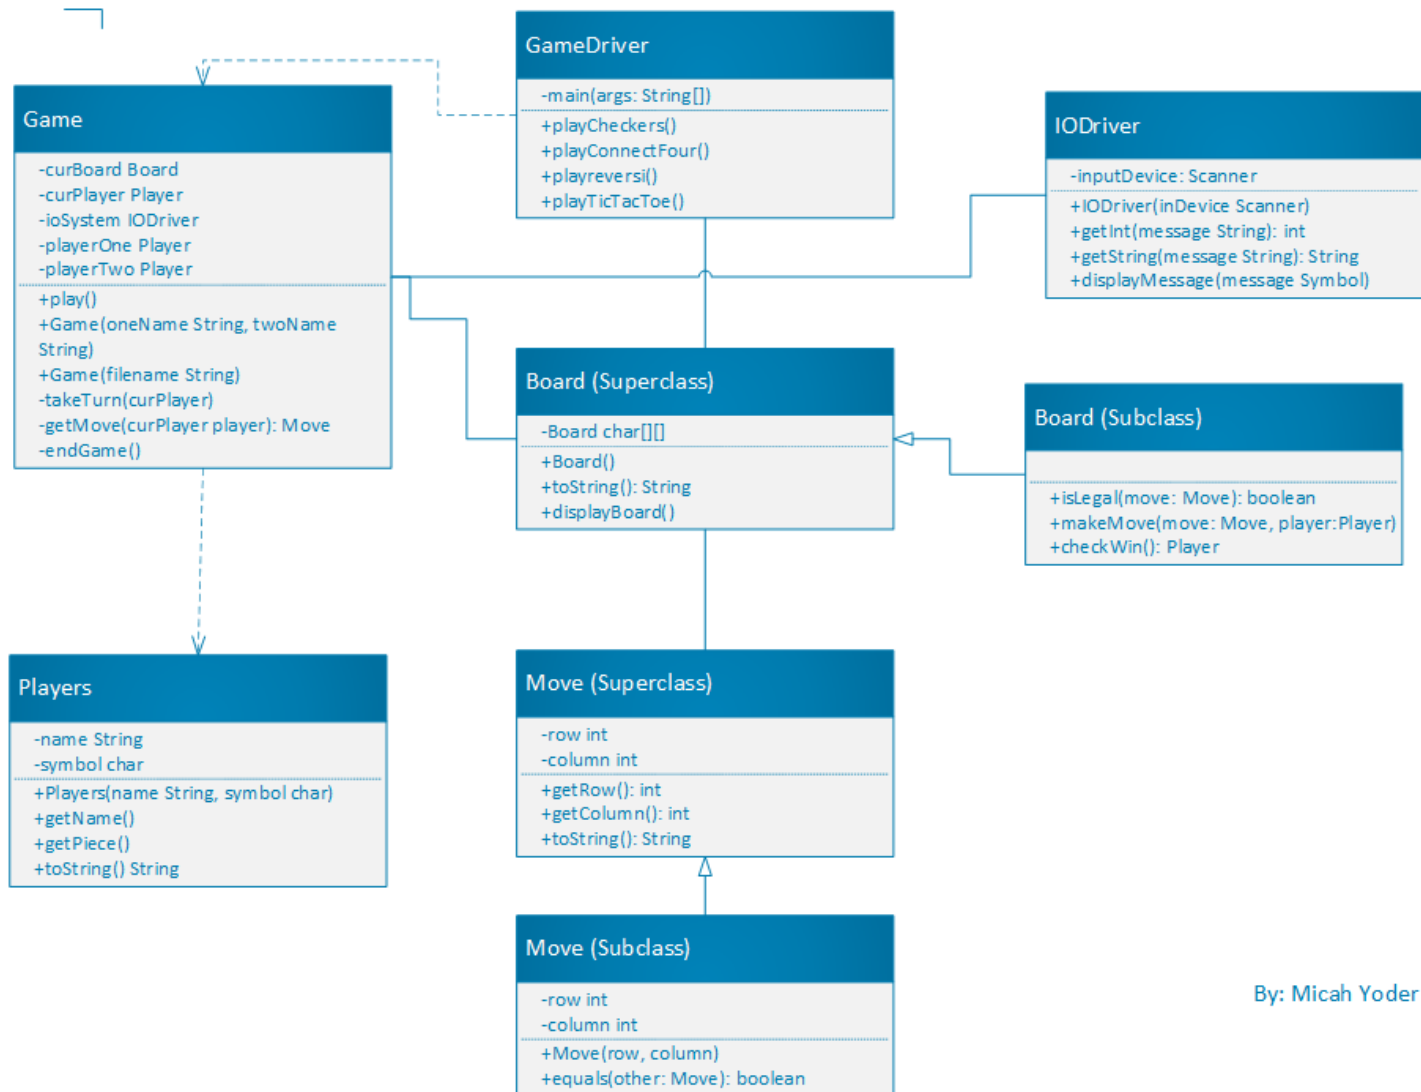 GameDriver
-main(args: String[])
+playCheckers()
+playConnectFour()
+playreversi()
+playTicTacToe()
Game
-curBoard Board
-curPlayer Player
-ioSystem IODriver
-playerOne Player
-playerTwo Player
+play()
+Game(oneName String, twoName
String)
+Game(filename String)
-takeTurn(curPlayer)
-getMove(curPlayer player): Move
-endGame()
IODriver
-inputDevice: Scanner
+IODriver(inDevice Scanner)
+getInt(message String): int
+getString(message String): String
+displayMessage(message Symbol)
Board (Superclass)
-Board char[][]
+Board()
+toString(): String
+displayBoard()
Board (Subclass)
+isLegal(move: Move): boolean
+makeMove(move: Move, player:Player)
+checkWin(): Player
Players
-name String
-symbol char
+Players(name String, symbol char)
+getName()
+getPiece()
+toString() String
Move (Superclass)
-row int
-column int
+getRow(): int
+getColumn(): int
+toString(): String
Move (Subclass)
-row int
-column int
+Move(row, column)
+equals(other: Move): boolean
By: Micah Yoder